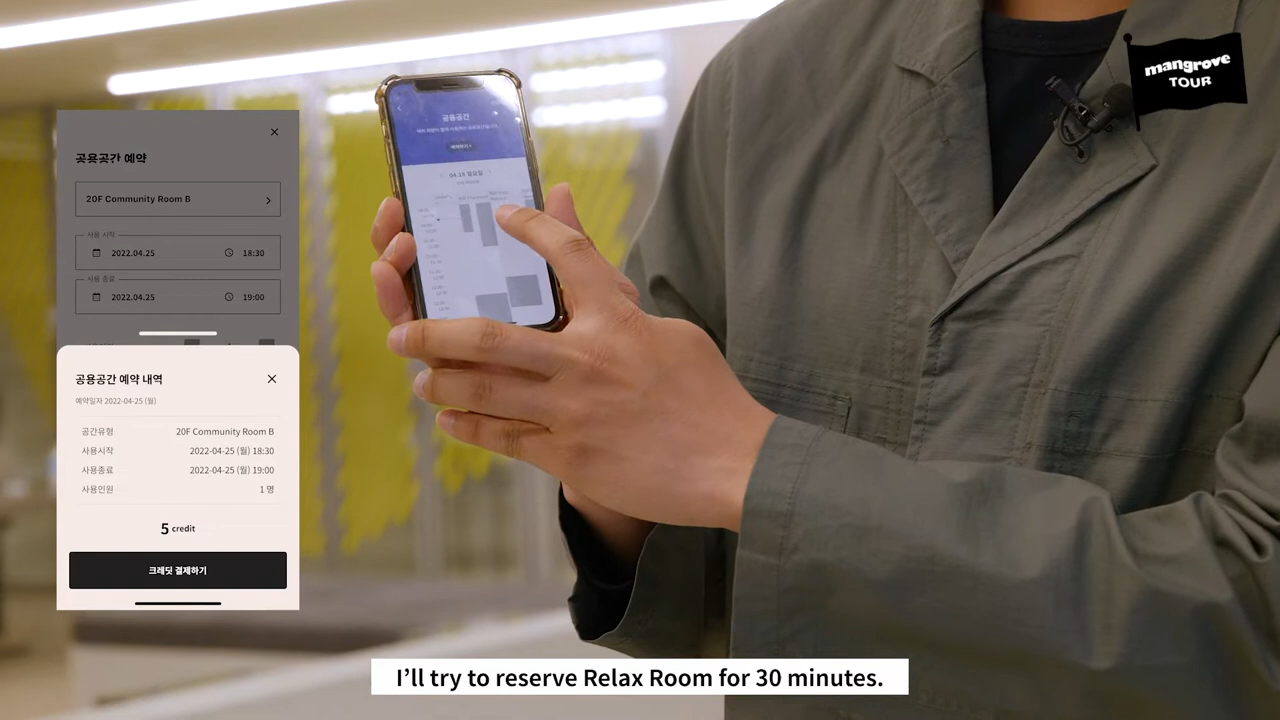 mangrove
TOUR
공용공간 예약
20F Community Room B
사용 시작
2022.04.25 18:30
사용 종료
2022.04.25 19:00
공용공간 예약 내역
예약일자 2022-04-25 (월)
공간유형 20F Community Room B
사용시작 2022-04-25 (월) 18:30
사용종료 2022-04-25 (월) 19:00
사용인원 1 명
5 credit
크레딧 결제하기
공용공간
예약하기
I’ll try to reserve Relax Room for 30 minutes.